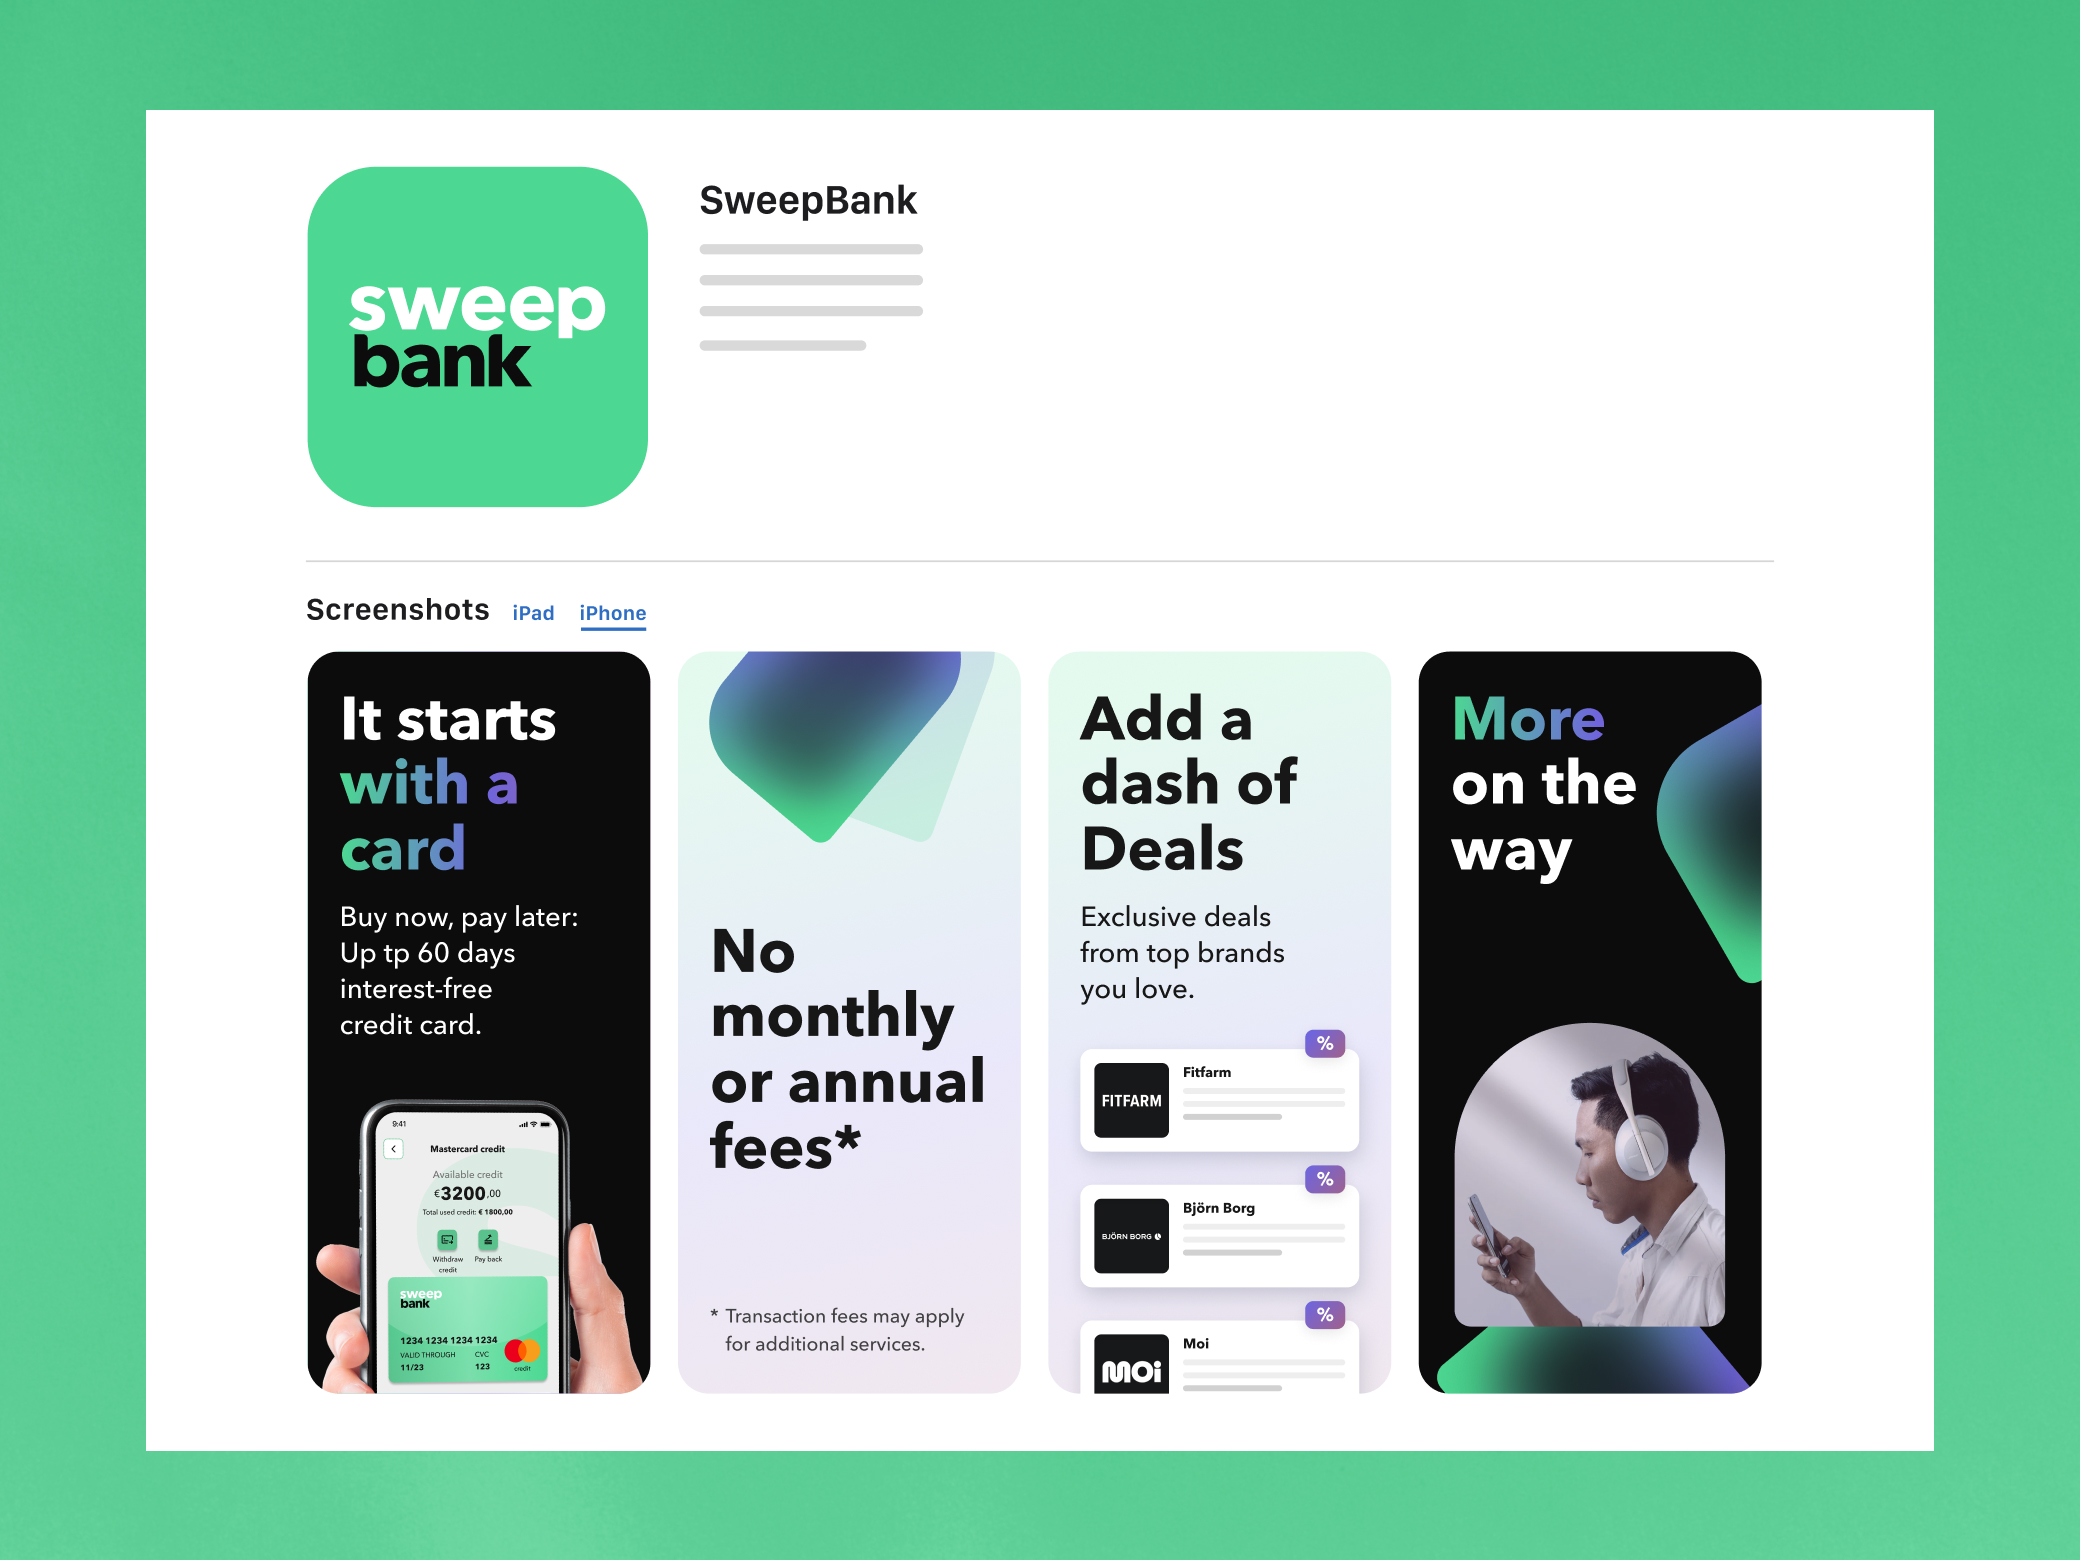 sweep
bank
SweepBank
Screenshots iPad iPhone
It starts
with a
card
Buy now, pay later:
Up tp 60 days
interest-free
credit card.
9:41
Mastercard credit
Available credit
€3200,00
Total used credit: € 1800,00
Withdraw
credit
Pay back
sweep
bank
1234 1234 1234 1234
VALID THROUGH CVC
11/23 123
credit
No
monthly
or annual
fees*
* Transaction fees may apply
for additional services.
Add a
dash of
Deals
Exclusive deals
from top brands
you love.
%
FITFARM
Fitfarm
%
BJÖRN BORG
Björn Borg
%
MOi
Moi
More
on the
way